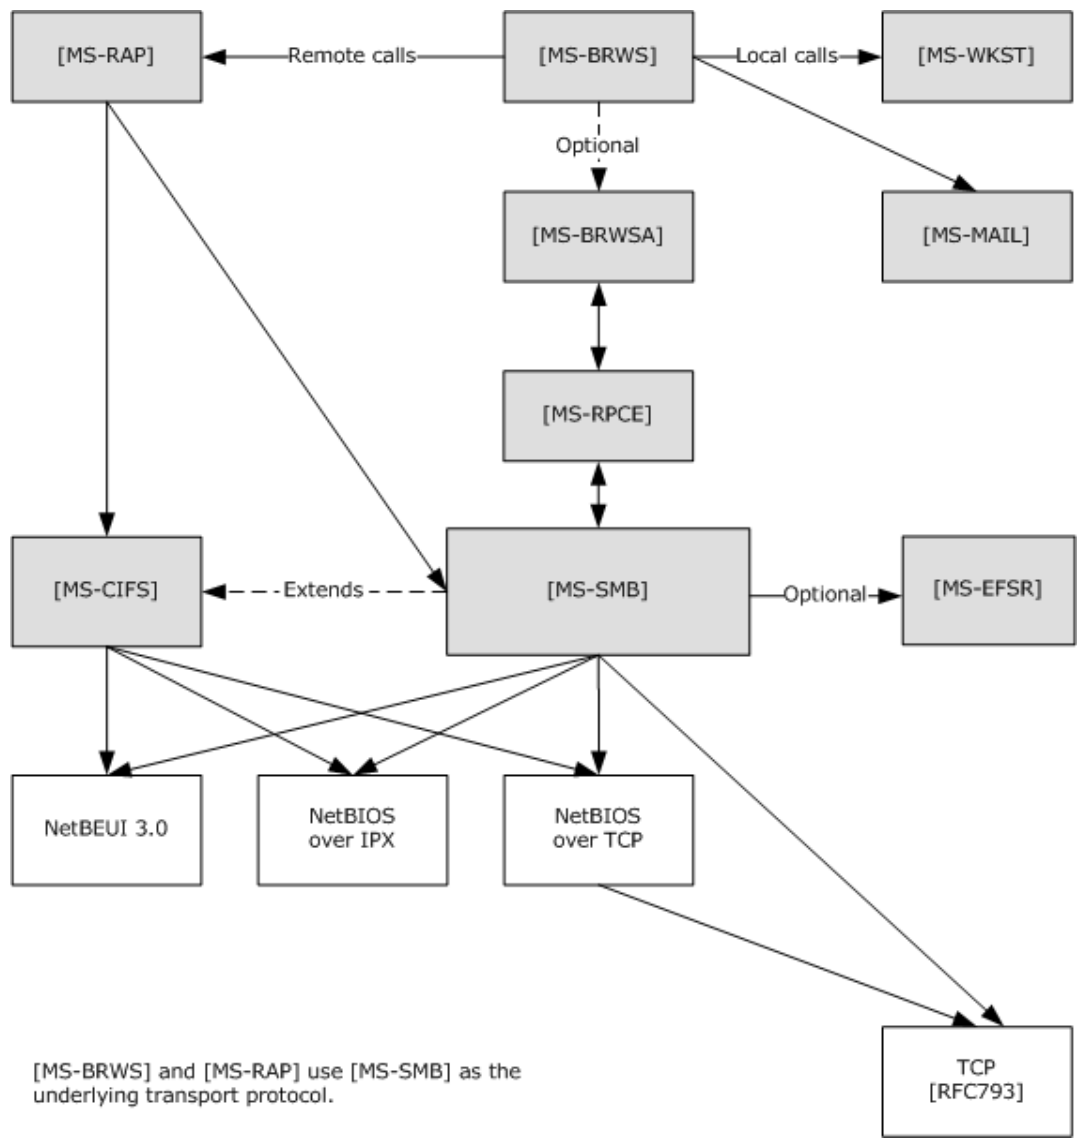 [MS-RAP]
Remote calls
[MS-BRWS]
Local calls
[MS-WKST]
Optional
[MS-BRWSA]
[MS-MAIL]
[MS-RPCE]
[MS-CIFS]
Extends
[MS-SMB]
Optional
[MS-EFSR]
NetBEUI 3.0
NetBIOS
over IPX
NetBIOS
over TCP
[MS-BRWS] and [MS-RAP] use [MS-SMB] as the
underlying transport protocol.
TCP
[RFC793]